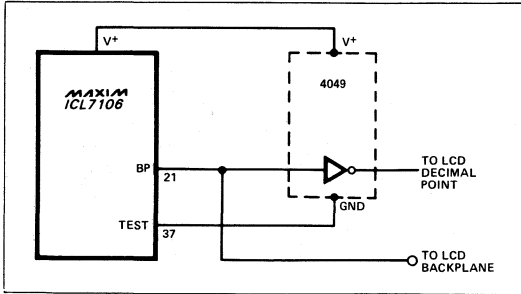 V+
V+
MAXIM
ICL7106
4049
BP
21
TO LCD
DECIMAL
POINT
GND
TEST
37
TO LCD
BACKPLANE